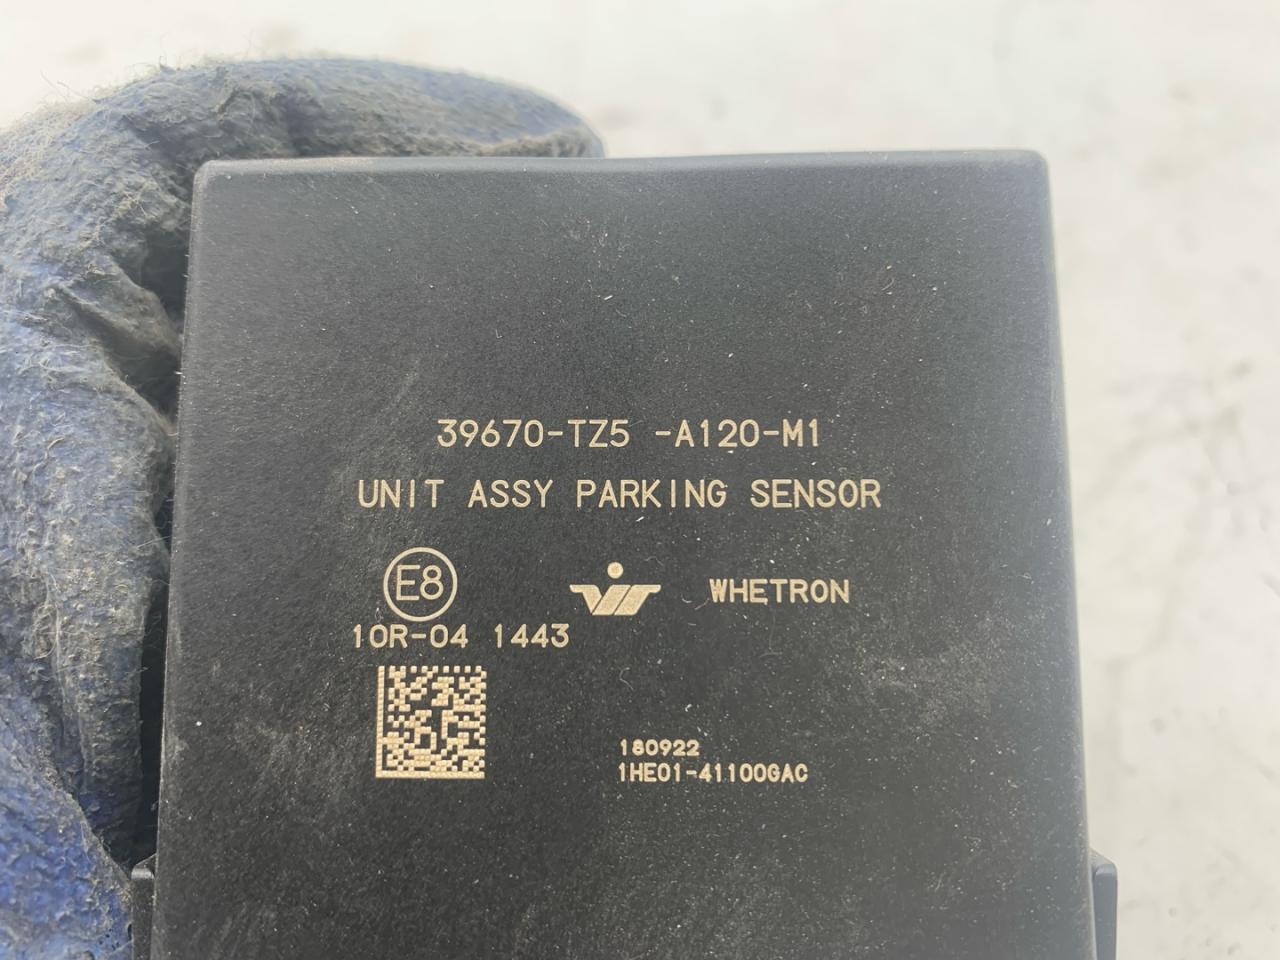 39670-TZ5 -A120-M1
UNIT ASSY PARKING SENSOR
E8
WHETRON
10R-04 1443
180922
1HE01-41100GAC